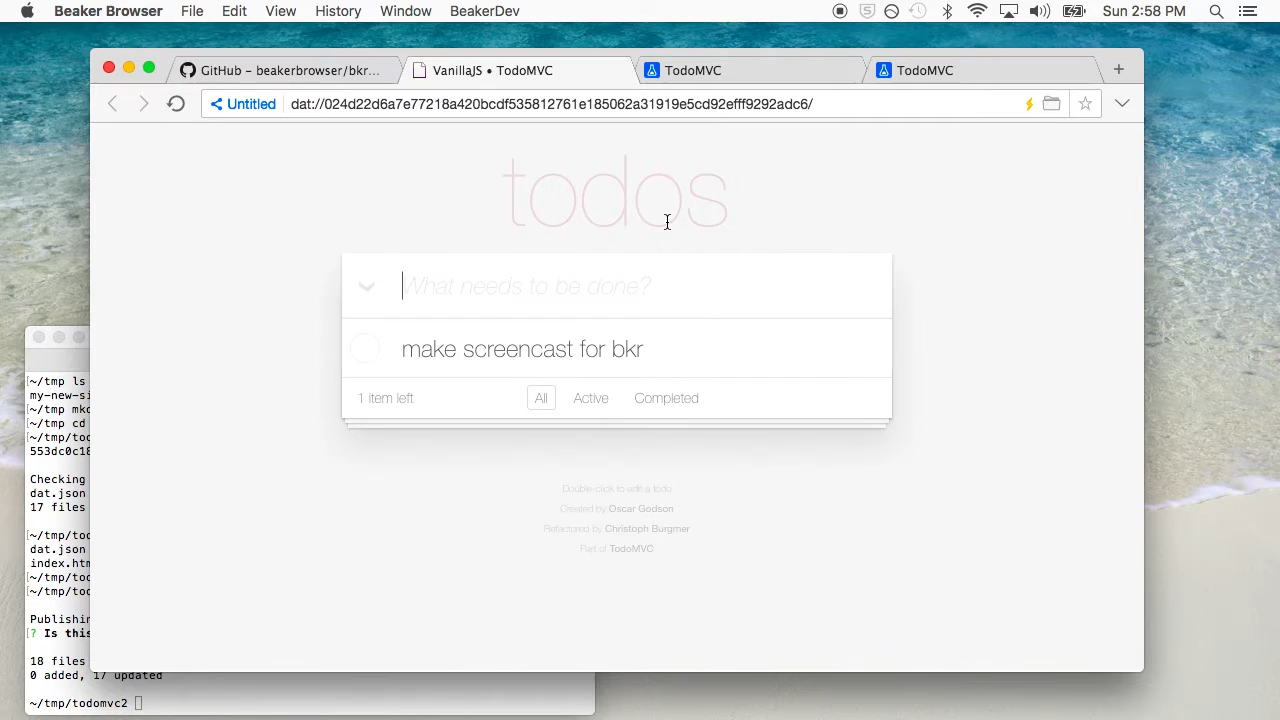 Beaker Browser File Edit View History Window BeakerDev Sun 2:58 PM
GitHub – beakerbrowser/bkr... VanillaJS • TodoMVC TodoMVC TodoMVC
Untitled dat://024d22d6a7e77218a420bcdf535812761e185062a31919e5cd92efff9292adc6/
todos
What needs to be done?
make screencast for bkr
1 item left All Active Completed
Double-click to edit a todo
Created by Oscar Godson
Refactored by Christoph Burgmer
Part of TodoMVC
[~/tmp ls
my-new-si
[~/tmp mkd
[~/tmp cd
[~/tmp/tod
553dc0c18
Checking
dat.json
17 files
[~/tmp/tod
dat.json
index.htm
[~/tmp/tod
[~/tmp/tod
Publishin
[? Is this
18 files
0 added, 17 updated
~/tmp/todomvc2